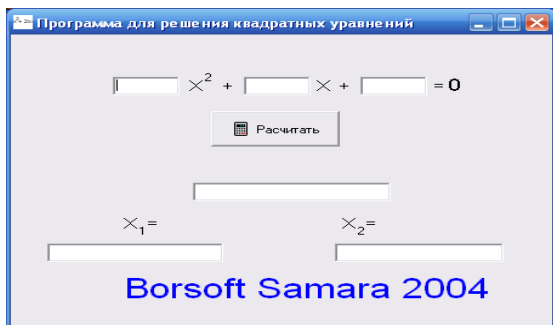 Программа для решения квадратных уравнений
X² + X + = 0
Расчитать
X₁= X₂=
Borsoft Samara 2004